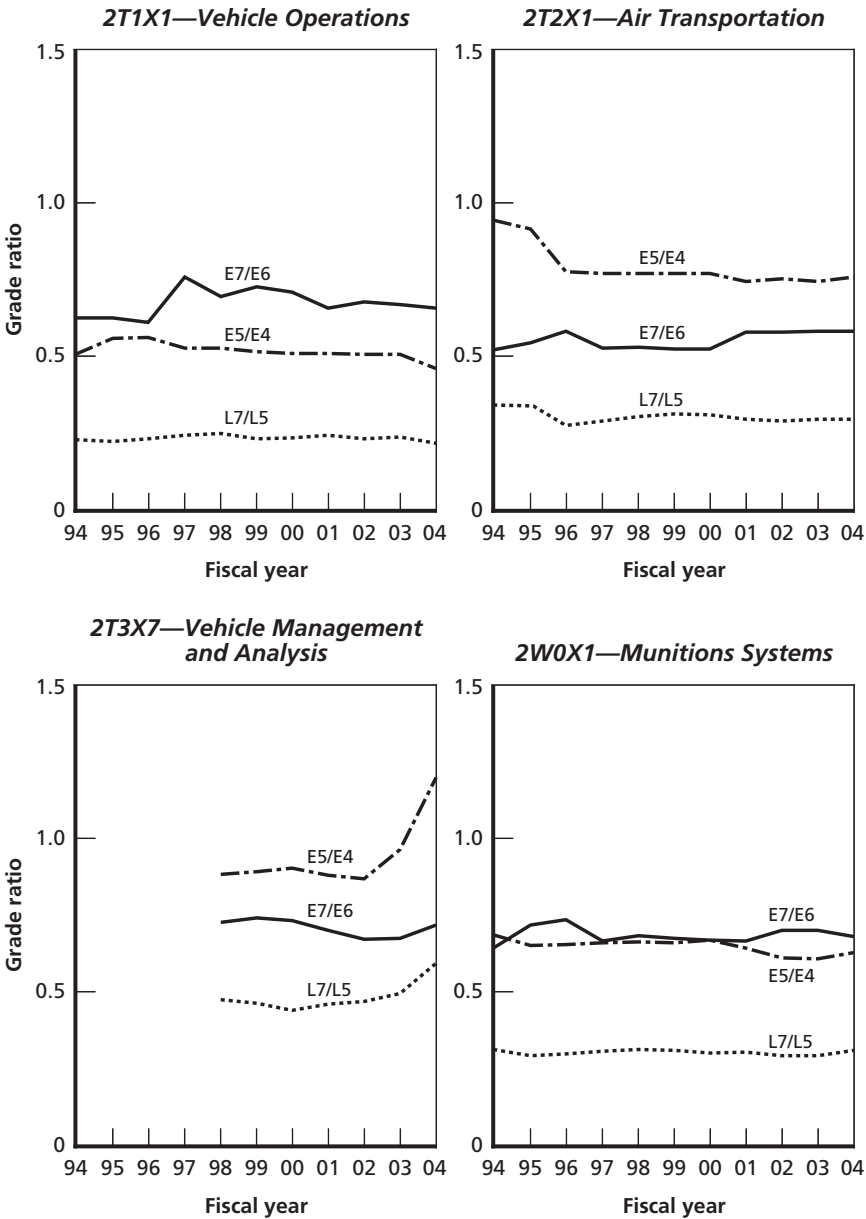 2T1X1—Vehicle Operations
1.5
1.0
0.5
0
Grade ratio
E7/E6
E5/E4
L7/L5
94 95 96 97 98 99 00 01 02 03 04
Fiscal year
2T2X1—Air Transportation
1.5
1.0
0.5
0
E5/E4
E7/E6
L7/L5
94 95 96 97 98 99 00 01 02 03 04
Fiscal year
2T3X7—Vehicle Management
and Analysis
1.5
1.0
0.5
0
Grade ratio
E5/E4
E7/E6
L7/L5
94 95 96 97 98 99 00 01 02 03 04
Fiscal year
2W0X1—Munitions Systems
1.5
1.0
0.5
0
E7/E6
E5/E4
L7/L5
94 95 96 97 98 99 00 01 02 03 04
Fiscal year